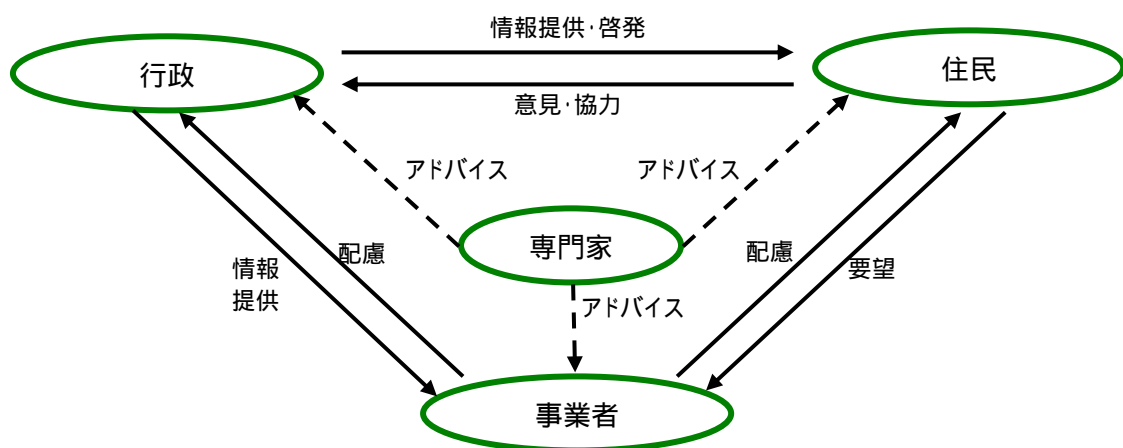 情報提供・啓発
行政
住民
意見・協力
アドバイス
アドバイス
専門家
情報
提供
配慮
配慮
要望
アドバイス
事業者